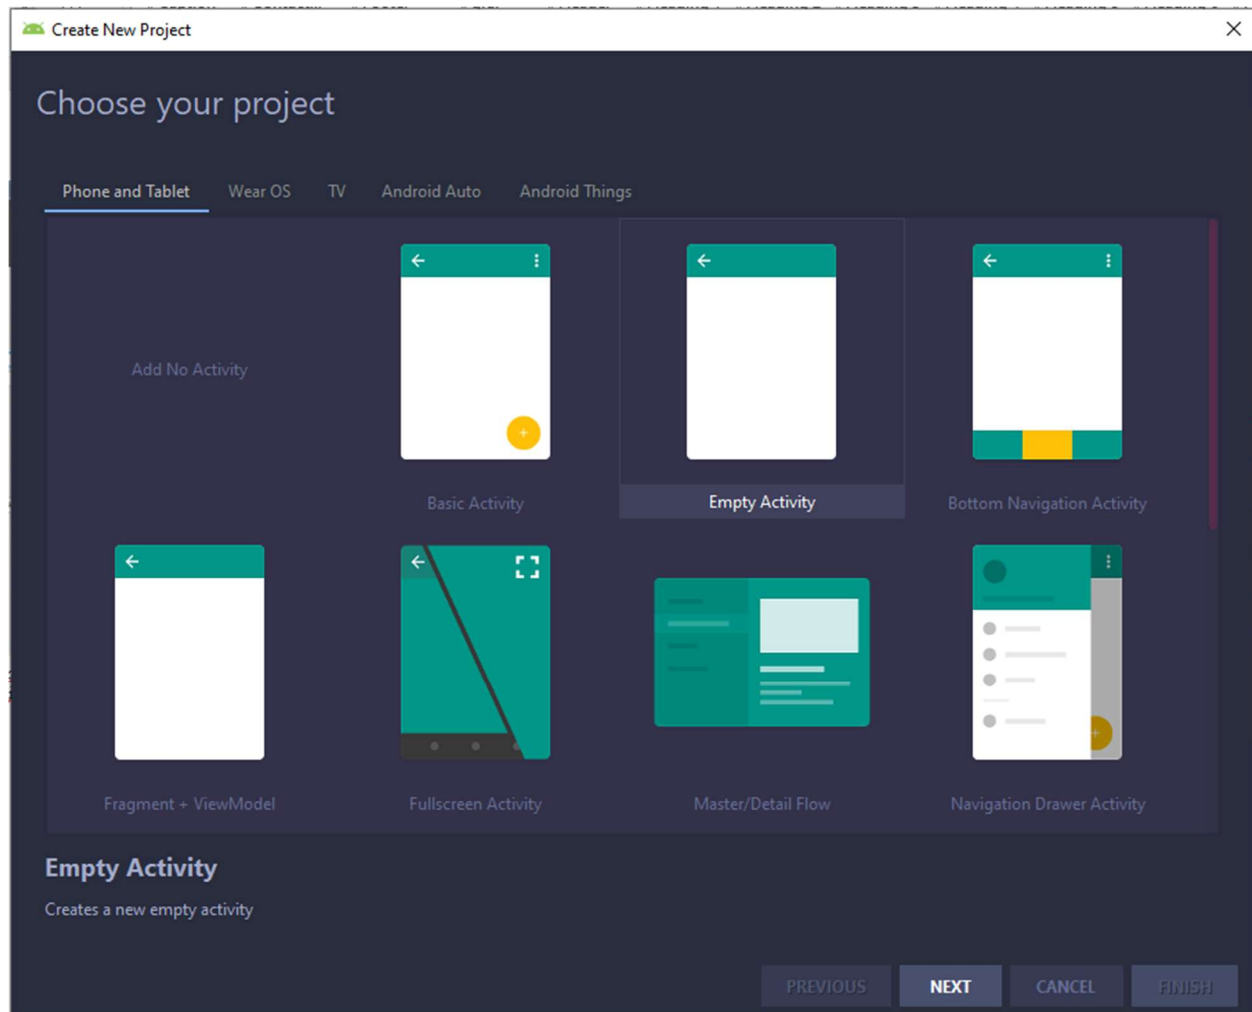 Create New Project
Choose your project
Phone and Tablet Wear OS TV Android Auto Android Things
Add No Activity
Basic Activity Empty Activity Bottom Navigation Activity
Fragment + ViewModel Fullscreen Activity Master/Detail Flow Navigation Drawer Activity
Empty Activity
Creates a new empty activity
PREVIOUS NEXT CANCEL FINISH